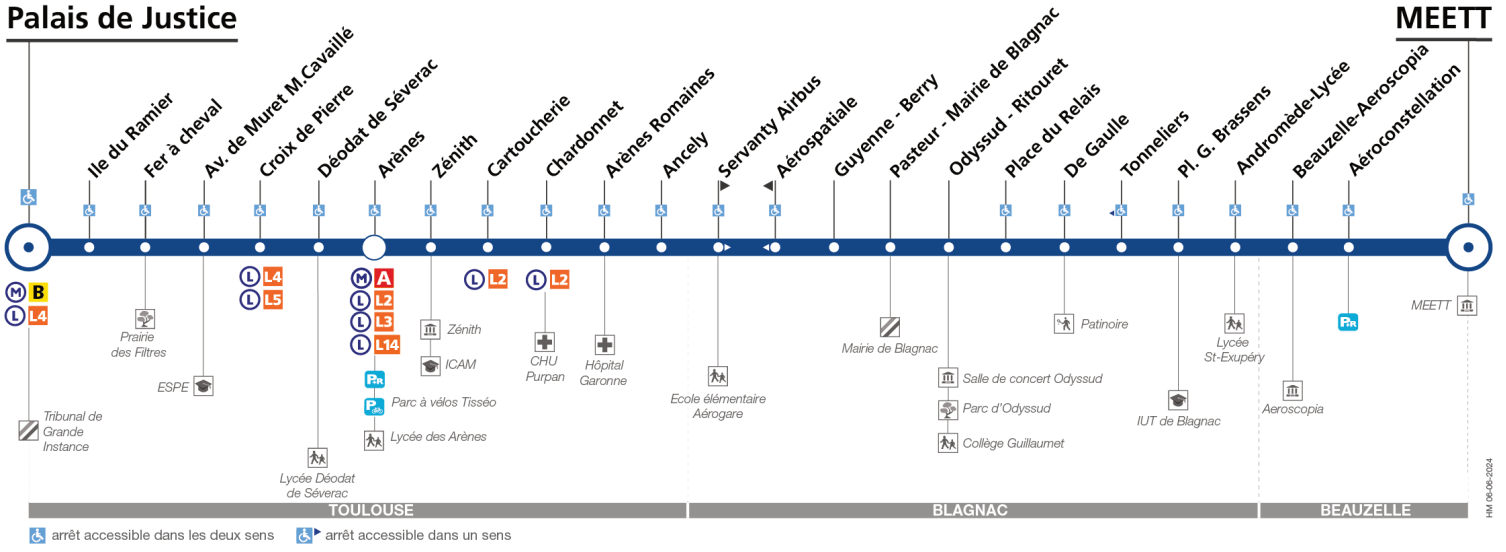 Palais de Justice
MEETT
Ile du Ramier
Fer à cheval
Av. de Muret M.Cavaillé
Croix de Pierre
Déodat de Séverac
Arènes
Zénith
Cartoucherie
Chardonnet
Arènes Romaines
Ancely
Servanty Airbus
Aérospatiale
Guyenne - Berry
Pasteur - Mairie de Blagnac
Odyssud - Ritouret
Place du Relais
De Gaulle
Tonneliers
Pl. G. Brassens
Andromède-Lycée
Beauzelle-Aeroscopia
Aéroconstellation
M B
L L4
Tribunal de
Grande
Instance
Prairie
des Filtres
ESPE
L L4
L L5
Lycée Déodat
de Séverac
M A
L L2
L L3
L L14
P+R
P
Parc à vélos Tisséo
Lycée des Arènes
Zénith
ICAM
L L2
L L2
CHU
Purpan
Hôpital
Garonne
Ecole élémentaire
Aérogare
Mairie de Blagnac
Salle de concert Odyssud
Parc d'Odyssud
Collège Guillaumet
Patinoire
IUT de Blagnac
Lycée
St-Exupéry
Aeroscopia
P+R
MEETT
TOULOUSE
BLAGNAC
BEAUZELLE
arrêt accessible dans les deux sens
arrêt accessible dans un sens
HM 06-06-2024